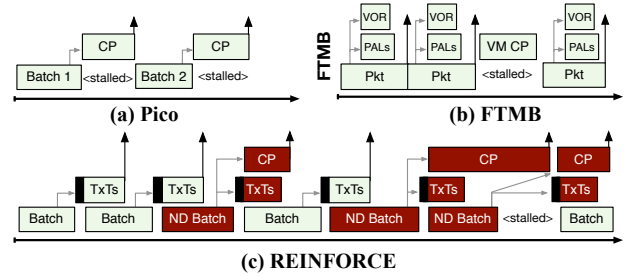 CP CP
Batch 1 <stalled> Batch 2 <stalled>
(a) Pico
FTMB
VOR VOR VOR
PALs PALs VM CP PALs
Pkt Pkt <stalled> Pkt
(b) FTMB
CP CP CP
TxTs TxTs TxTs TxTs TxTs TxTs
Batch Batch ND Batch Batch ND Batch ND Batch <stalled> Batch
(c) REINFORCE